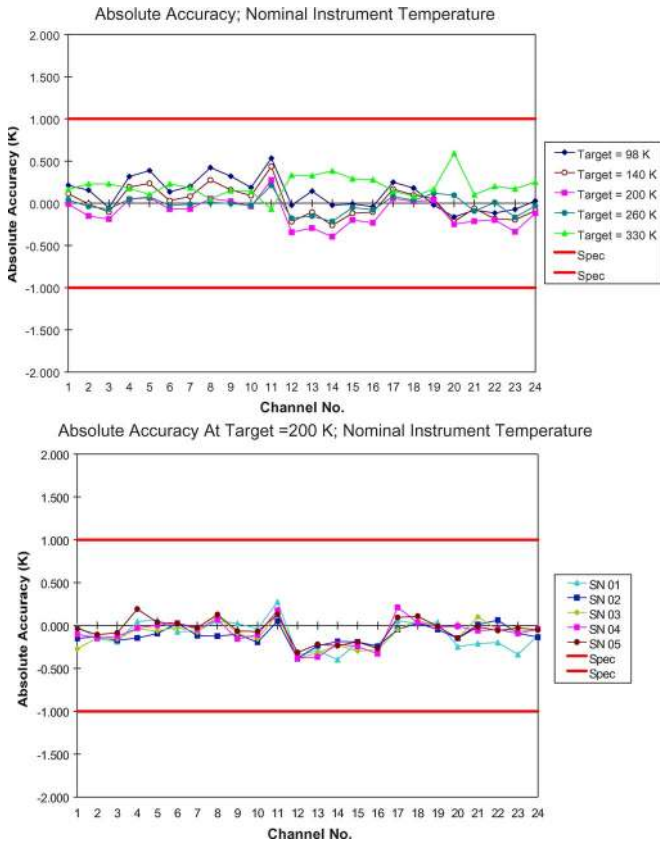 Absolute Accuracy; Nominal Instrument Temperature
2.000
1.500
1.000
0.500
0.000
-0.500
-1.000
-1.500
-2.000
Absolute Accuracy (K)
1 2 3 4 5 6 7 8 9 10 11 12 13 14 15 16 17 18 19 20 21 22 23 24
Channel No.
Target = 98 K
Target = 140 K
Target = 200 K
Target = 260 K
Target = 330 K
Spec
Spec
Absolute Accuracy At Target =200 K; Nominal Instrument Temperature
2.000
1.500
1.000
0.500
0.000
-0.500
-1.000
-1.500
-2.000
Absolute Accuracy (K)
1 2 3 4 5 6 7 8 9 10 11 12 13 14 15 16 17 18 19 20 21 22 23 24
Channel No.
SN 01
SN 02
SN 03
SN 04
SN 05
Spec
Spec